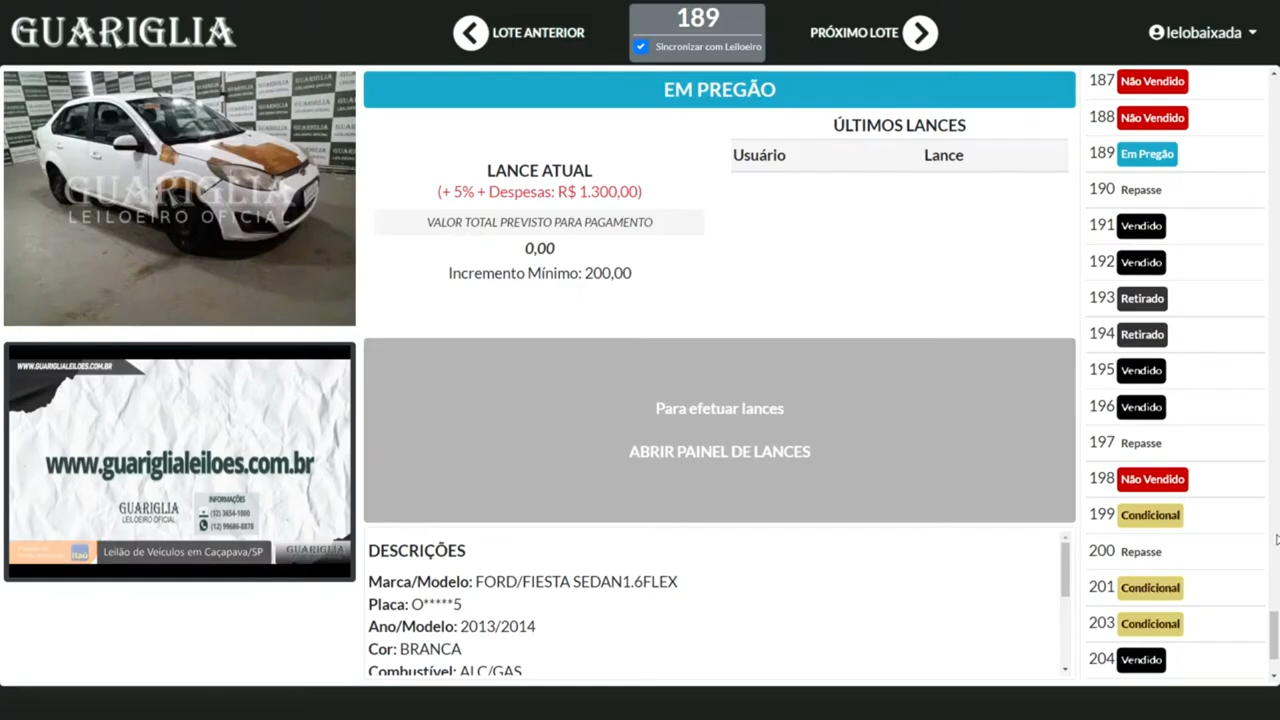 GUARIGLIA
LOTE ANTERIOR
189
Sincronizar com Leiloeiro
PRÓXIMO LOTE
lelobaixada
GUARIGLIA
LEILOEIRO OFICIAL
EM PREGÃO
LANCE ATUAL
(+ 5% + Despesas: R$ 1.300,00)
VALOR TOTAL PREVISTO PARA PAGAMENTO
0,00
Incremento Mínimo: 200,00
ÚLTIMOS LANCES
Usuário Lance
Para efetuar lances
ABRIR PAINEL DE LANCES
WWW.GUARIGLIALEILOES.COM.BR
www.guariglialeiloes.com.br
GUARIGLIA
LEILOEIRO OFICIAL
INFORMAÇÕES
(12) 3654-1000
(12) 99686-8878
itaú
Leilão de Veículos em Caçapava/SP
GUARIGLIA
DESCRIÇÕES
Marca/Modelo: FORD/FIESTA SEDAN1.6FLEX
Placa: O*****5
Ano/Modelo: 2013/2014
Cor: BRANCA
Combustível: ALC/GAS
187 Não Vendido
188 Não Vendido
189 Em Pregão
190 Repasse
191 Vendido
192 Vendido
193 Retirado
194 Retirado
195 Vendido
196 Vendido
197 Repasse
198 Não Vendido
199 Condicional
200 Repasse
201 Condicional
203 Condicional
204 Vendido